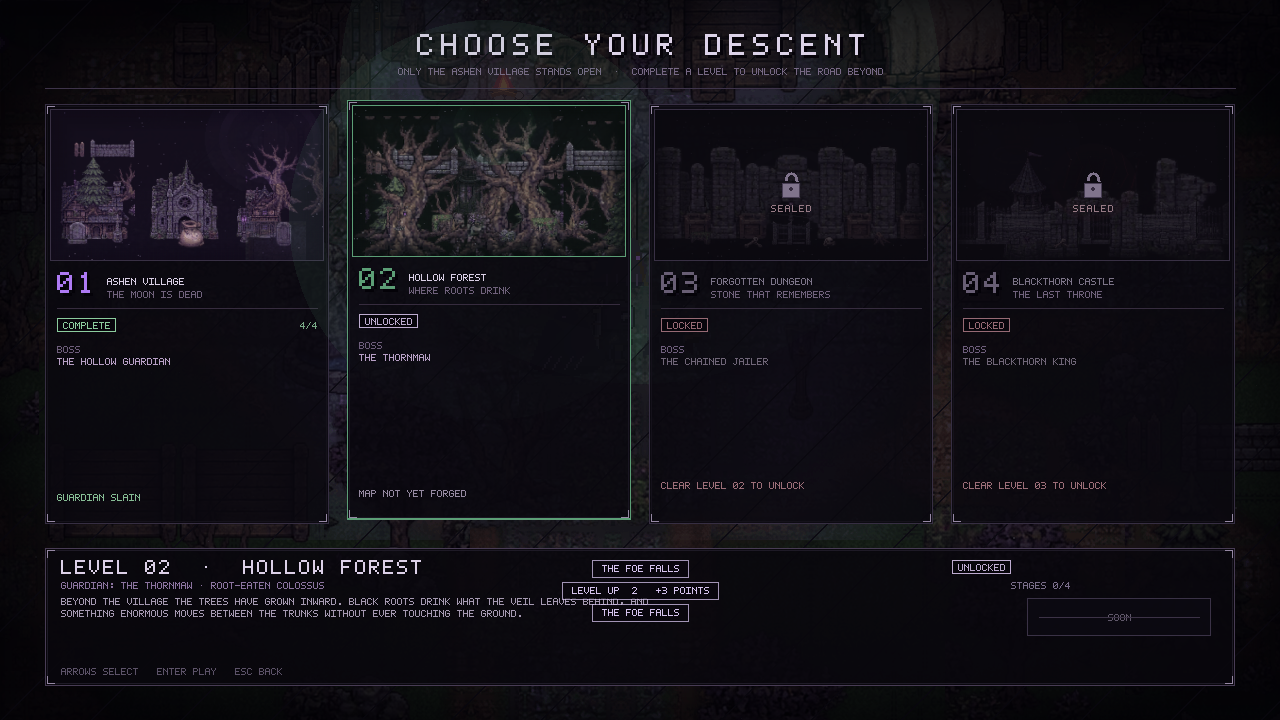 CHOOSE YOUR DESCENT
ONLY THE ASHEN VILLAGE STANDS OPEN · COMPLETE A LEVEL TO UNLOCK THE ROAD BEYOND
01
ASHEN VILLAGE
THE MOON IS DEAD
COMPLETE
4/4
BOSS
THE HOLLOW GUARDIAN
GUARDIAN SLAIN
02
HOLLOW FOREST
WHERE ROOTS DRINK
UNLOCKED
BOSS
THE THORNMAW
MAP NOT YET FORGED
SEALED
03
FORGOTTEN DUNGEON
STONE THAT REMEMBERS
LOCKED
BOSS
THE CHAINED JAILER
CLEAR LEVEL 02 TO UNLOCK
SEALED
04
BLACKTHORN CASTLE
THE LAST THRONE
LOCKED
BOSS
THE BLACKTHORN KING
CLEAR LEVEL 03 TO UNLOCK
LEVEL 02 · HOLLOW FOREST
GUARDIAN: THE THORNMAW · ROOT-EATEN COLOSSUS
BEYOND THE VILLAGE THE TREES HAVE GROWN INWARD. BLACK ROOTS DRINK WHAT THE VEIL LEAVES BEHIND, AND
SOMETHING ENORMOUS MOVES BETWEEN THE TRUNKS WITHOUT EVER TOUCHING THE GROUND.
ARROWS SELECT ENTER PLAY ESC BACK
THE FOE FALLS
LEVEL UP 2 +3 POINTS
THE FOE FALLS
UNLOCKED
STAGES 0/4
SOON